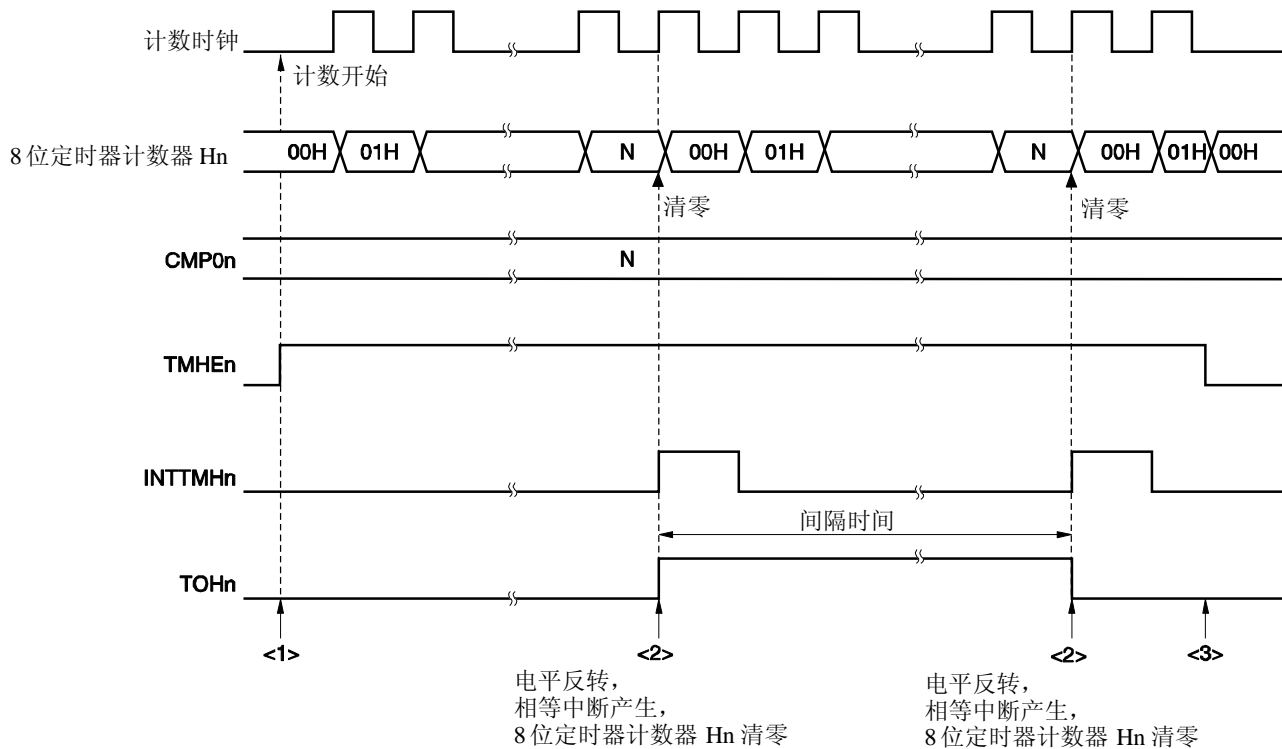 计数时钟
计数开始
8位定时器计数器 Hn
00H 01H N 00H 01H N 00H 01H 00H
清零 清零
CMP0n N
TMHEn
INTTMHn
间隔时间
TOHn
<1> <2> <2> <3>
电平反转， 电平反转，
相等中断产生， 相等中断产生，
8位定时器计数器 Hn 清零 8位定时器计数器 Hn 清零